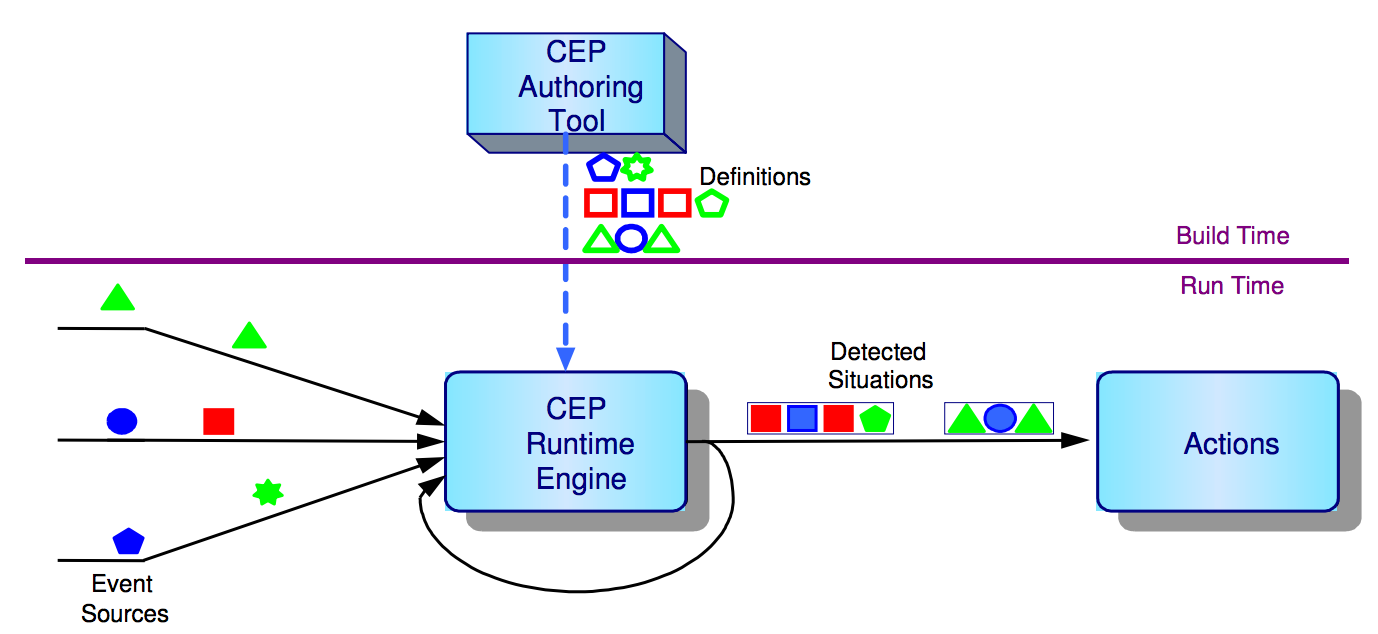 CEP
Authoring
Tool
Definitions
Build Time
Run Time
Detected
Situations
CEP
Runtime
Engine
Actions
Event
Sources